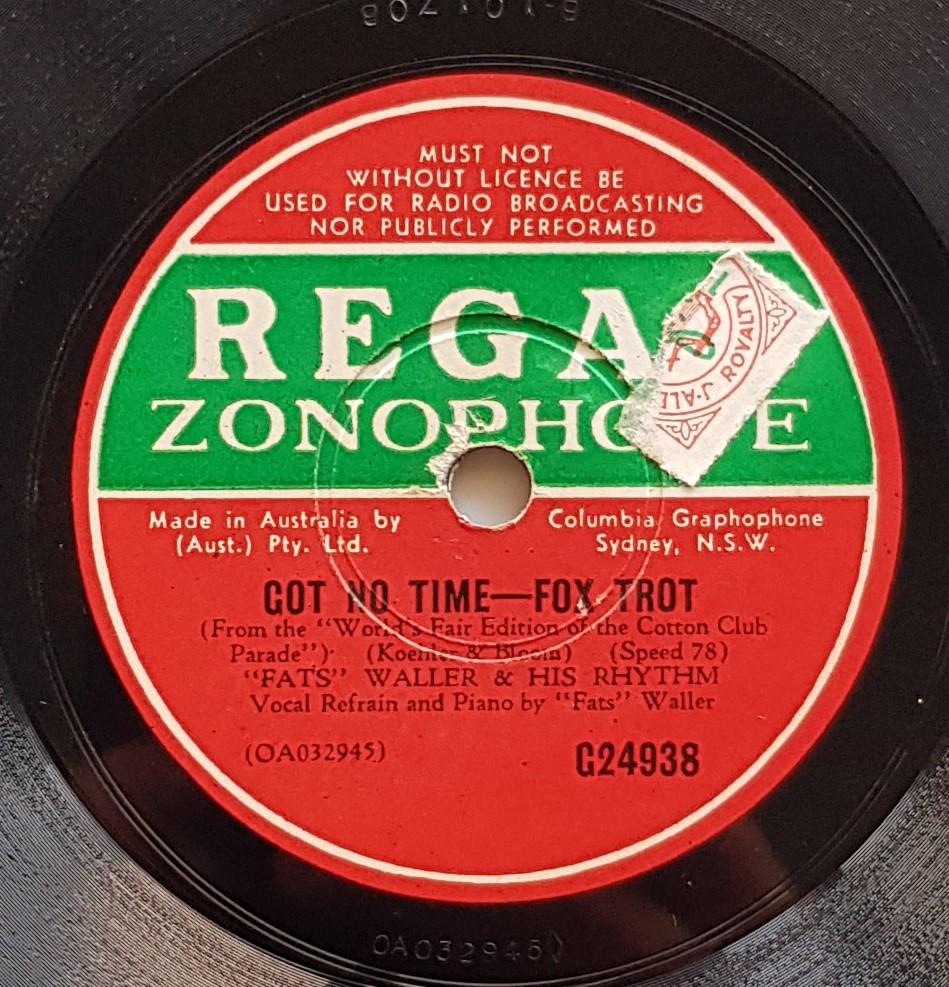 MUST NOT
WITHOUT LICENCE BE
USED FOR RADIO BROADCASTING
NOR PUBLICLY PERFORMED
REGA
ZONOPHO E
J·ALL ROYALTY
Made in Australia by Columbia Graphophone
(Aust.) Pty. Ltd. Sydney, N.S.W.
GOT NO TIME—FOX TROT
(From the "World's Fair Edition of the Cotton Club
Parade") (Koehler & Bloom) (Speed 78)
"FATS" WALLER & HIS RHYTHM
Vocal Refrain and Piano by "Fats" Waller
(OA032945) G24938
OA032945